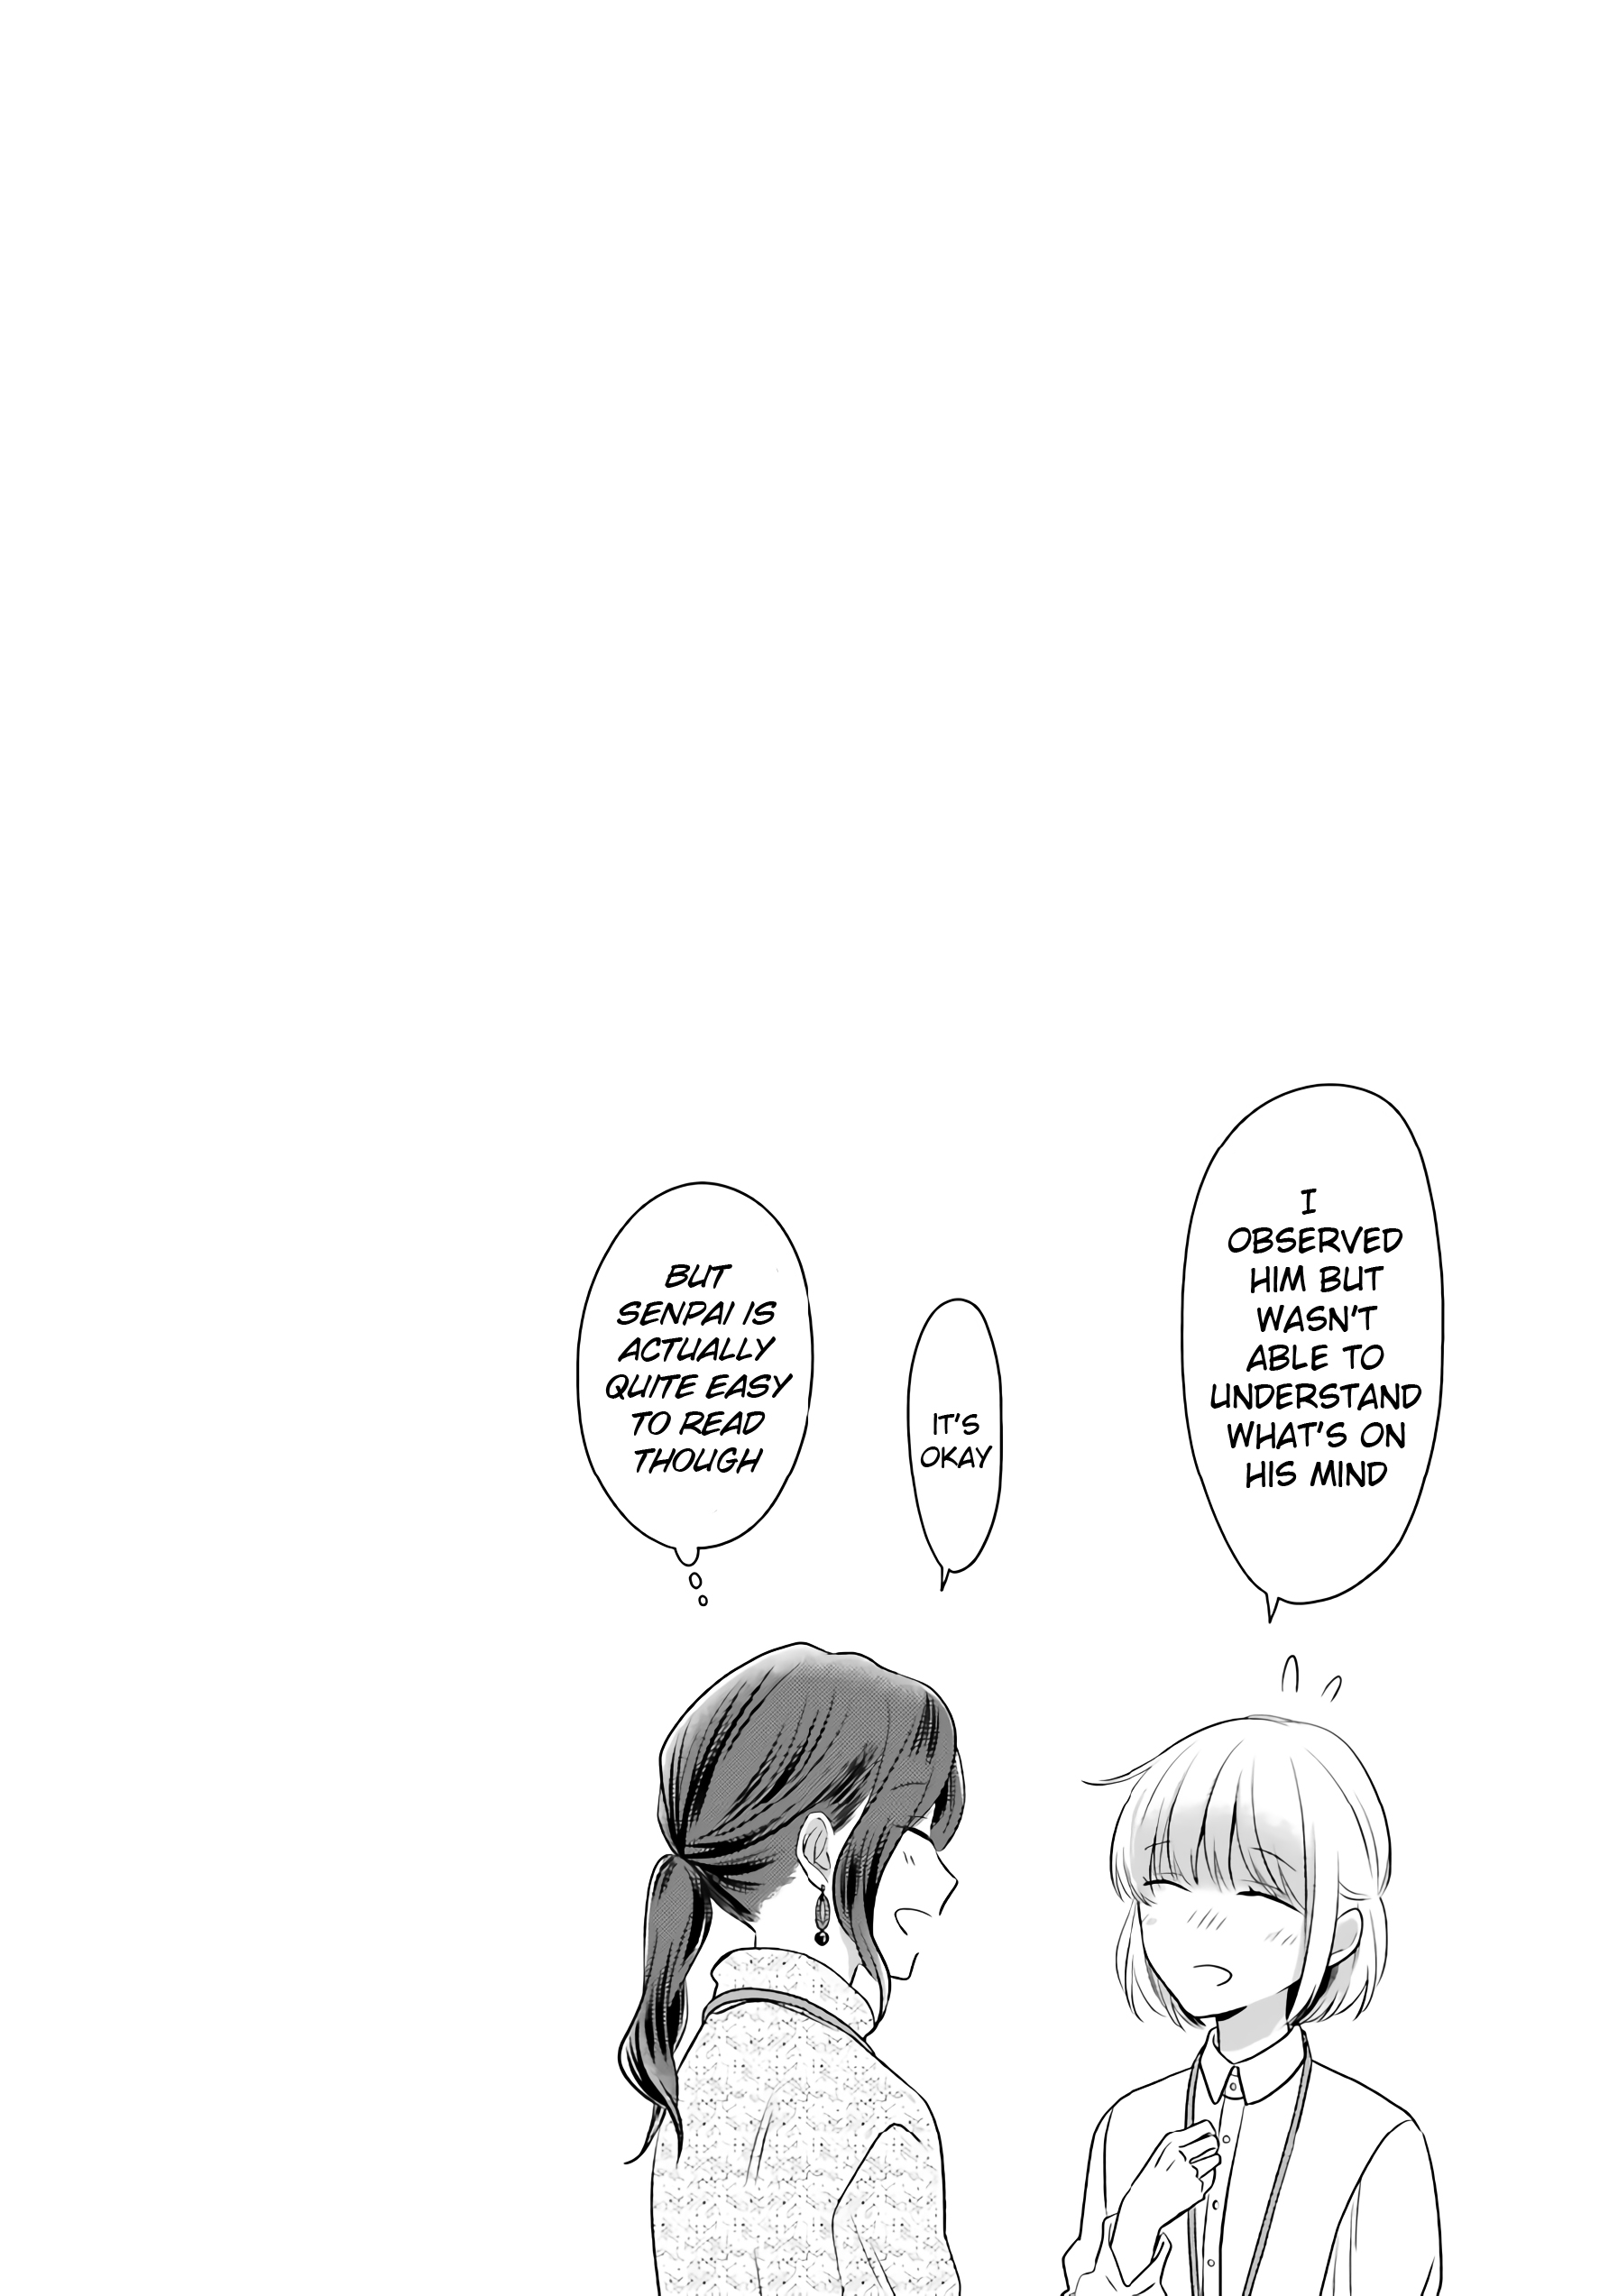 I
OBSERVED
HIM BUT
WASN'T
ABLE TO
UNDERSTAND
WHAT'S ON
HIS MIND
IT'S
OKAY
BUT
SENPAI IS
ACTUALLY
QUITE EASY
TO READ
THOUGH